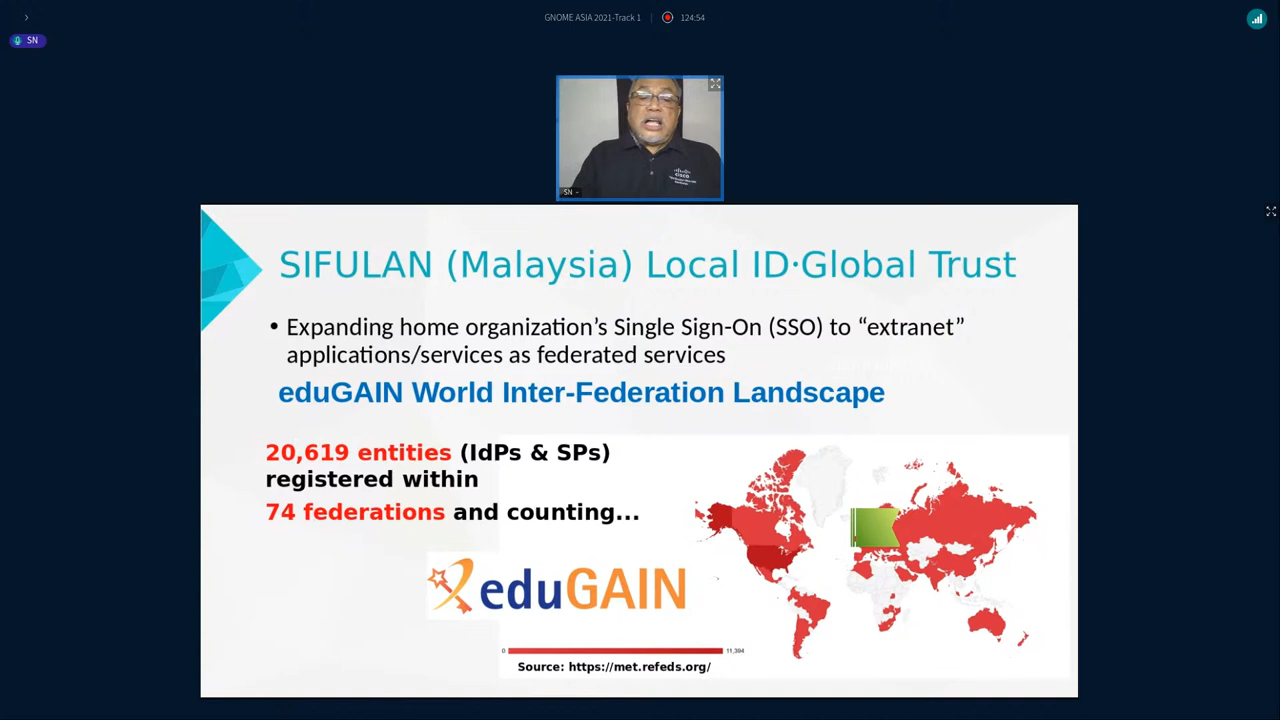 GNOME ASIA 2021-Track 1
124:54
SN
cisco
SN
SIFULAN (Malaysia) Local ID·Global Trust
• Expanding home organization’s Single Sign-On (SSO) to “extranet”
applications/services as federated services
eduGAIN World Inter-Federation Landscape
20,619 entities (IdPs & SPs)
registered within
74 federations and counting...
eduGAIN
0
11,394
Source: https://met.refeds.org/